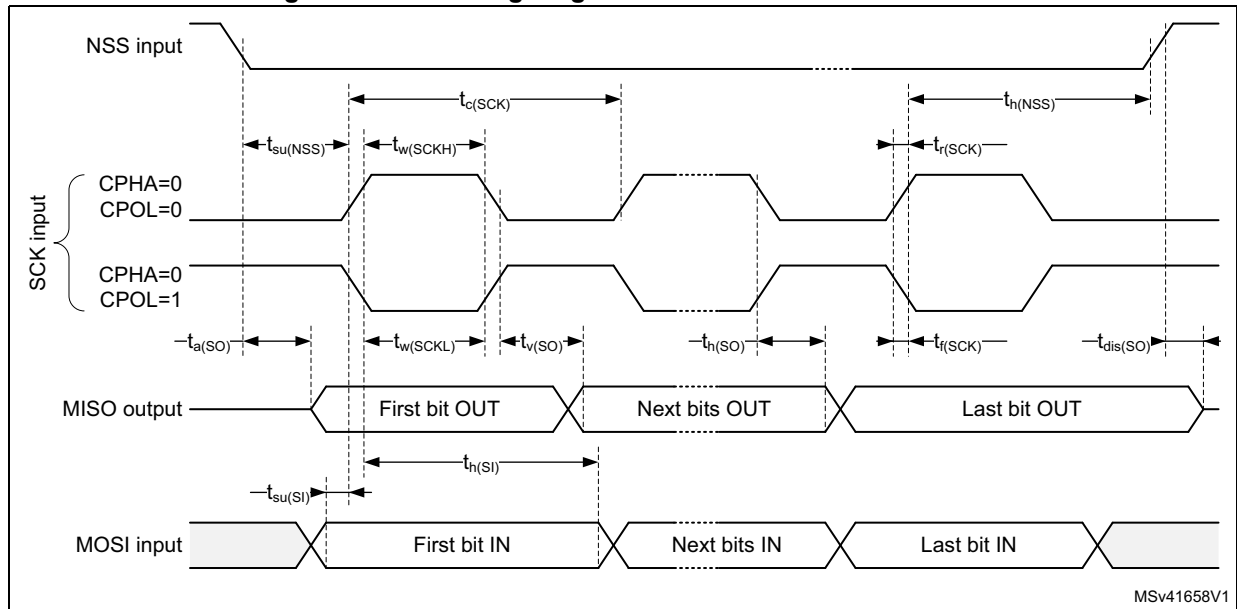 NSS input
tc(SCK)
th(NSS)
tsu(NSS)
tw(SCKH)
tr(SCK)
SCK input
CPHA=0
CPOL=0
CPHA=0
CPOL=1
ta(SO)
tw(SCKL)
tv(SO)
th(SO)
tf(SCK)
tdis(SO)
MISO output
First bit OUT
Next bits OUT
Last bit OUT
th(SI)
tsu(SI)
MOSI input
First bit IN
Next bits IN
Last bit IN
MSv41658V1